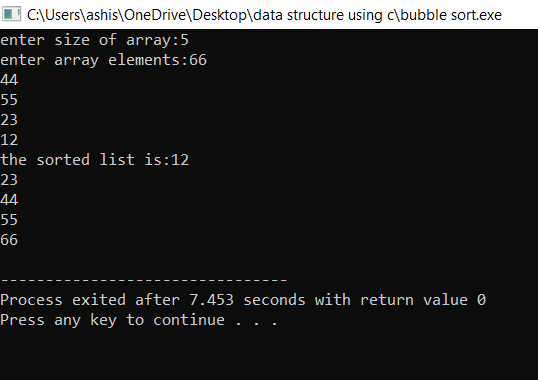 C:\Users\ashis\OneDrive\Desktop\data structure using c\bubble sort.exe
enter size of array:5
enter array elements:66
44
55
23
12
the sorted list is:12
23
44
55
66
--------------------------------
Process exited after 7.453 seconds with return value 0
Press any key to continue . . .